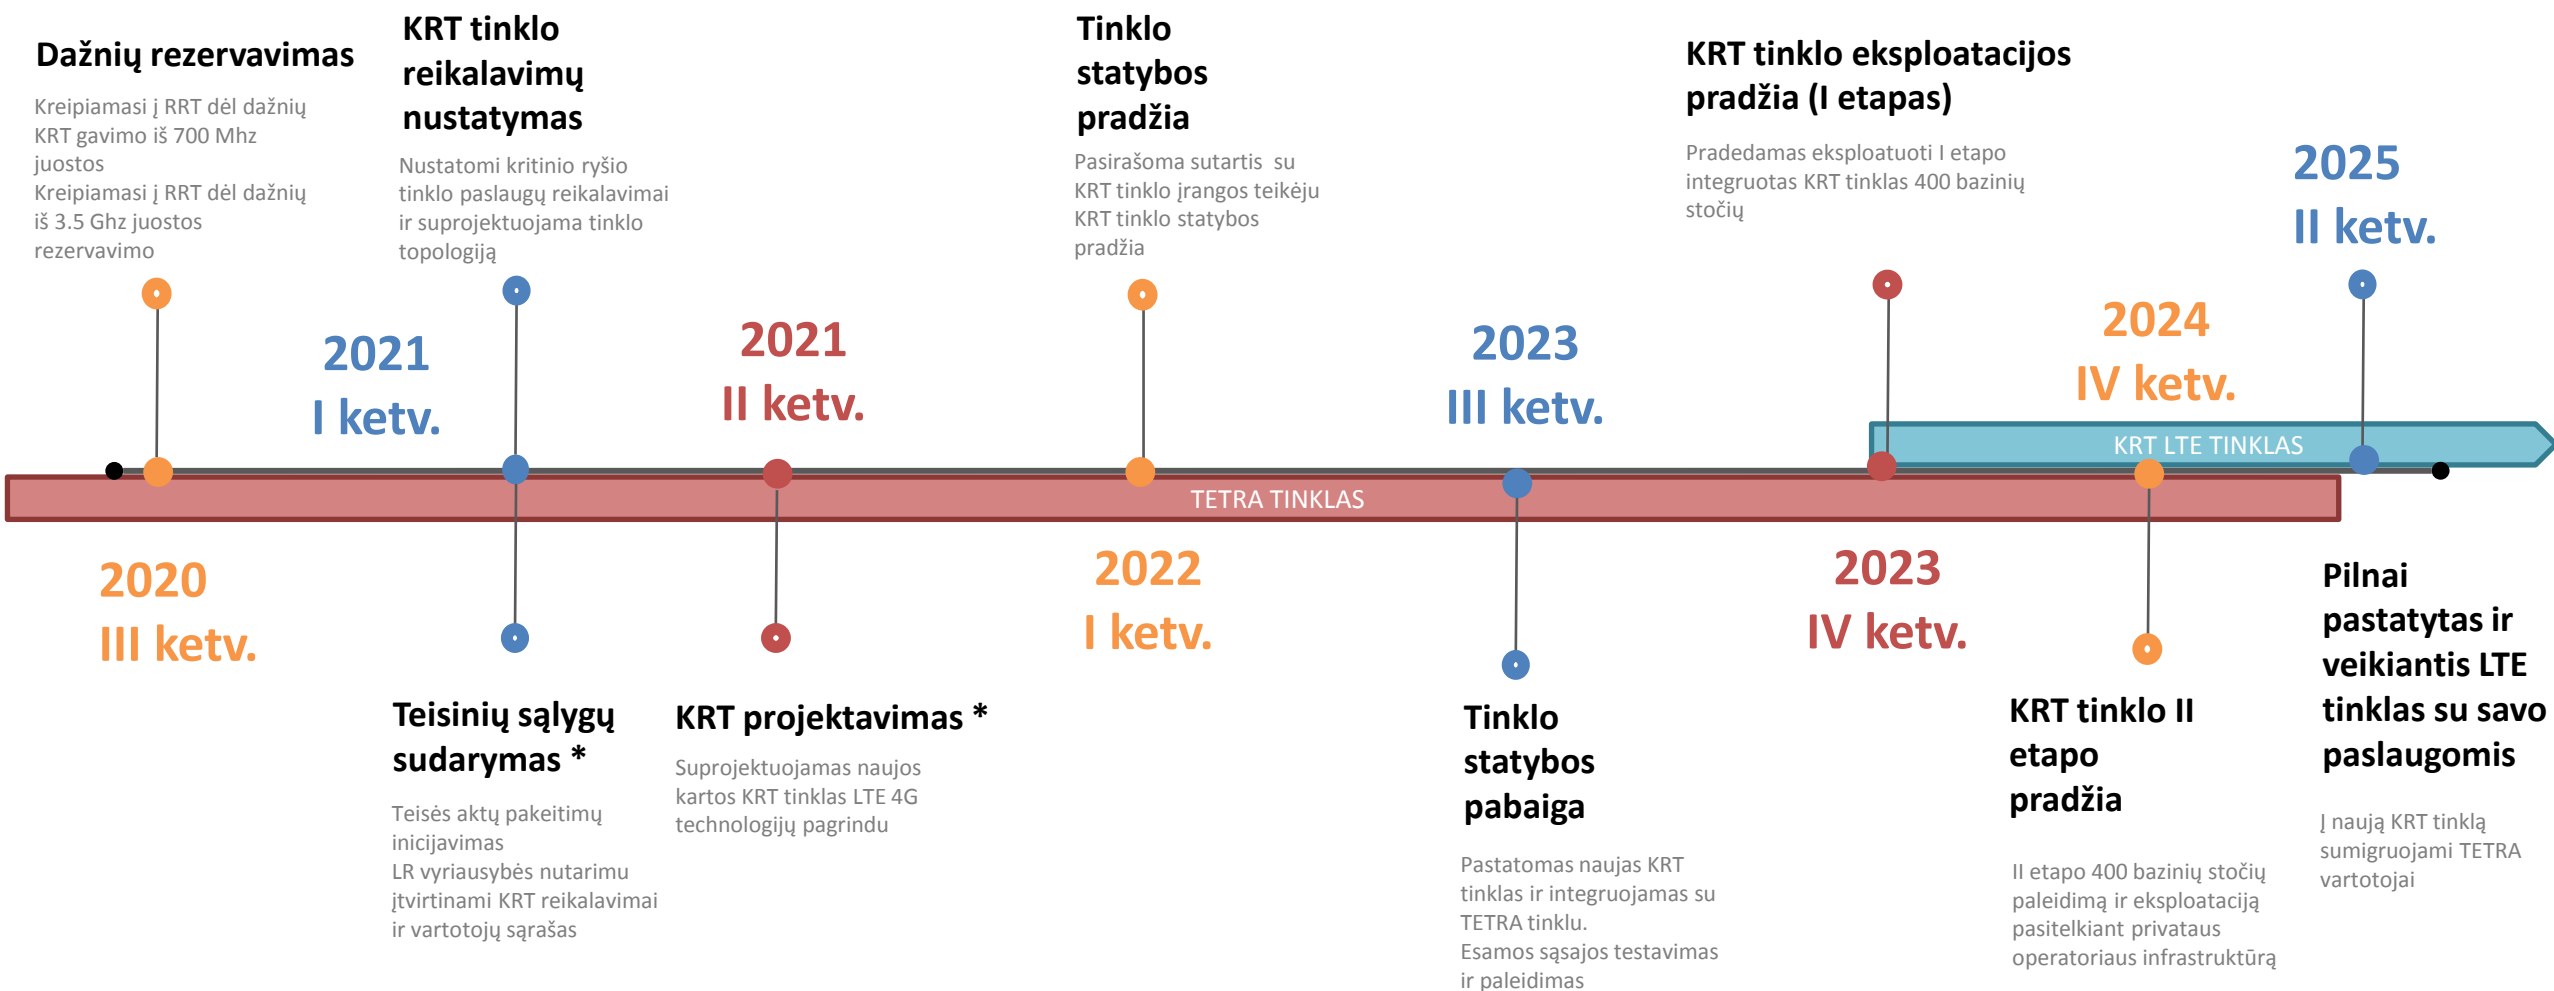 Dažnių rezervavimas
Kreipiamasi į RRT dėl dažnių
KRT gavimo iš 700 Mhz
juostos
Kreipiamasi į RRT dėl dažnių
iš 3.5 Ghz juostos
rezervavimo
2020
III ketv.
2021
I ketv.
KRT tinklo
reikalavimų
nustatymas
Nustatomi kritinio ryšio
tinklo paslaugų reikalavimai
ir suprojektuojama tinklo
topologiją
Teisinių sąlygų
sudarymas *
Teisės aktų pakeitimų
inicijavimas
LR vyriausybės nutarimu
įtvirtinami KRT reikalavimai
ir vartotojų sąrašas
2021
II ketv.
KRT projektavimas *
Suprojektuojamas naujos
kartos KRT tinklas LTE 4G
technologijų pagrindu
Tinklo
statybos
pradžia
Pasirašoma sutartis  su
KRT tinklo įrangos teikėju
KRT tinklo statybos
pradžia
TETRA TINKLAS
2022
I ketv.
2023
III ketv.
Tinklo
statybos
pabaiga
Pastatomas naujas KRT
tinklas ir integruojamas su
TETRA tinklu.
Esamos sąsajos testavimas
ir paleidimas
KRT tinklo eksploatacijos
pradžia (I etapas)
Pradedamas eksploatuoti I etapo
integruotas KRT tinklas 400 bazinių
stočių
2023
IV ketv.
2024
IV ketv.
KRT LTE TINKLAS
KRT tinklo II
etapo
pradžia
II etapo 400 bazinių stočių
paleidimą ir eksploataciją
pasitelkiant privataus
operatoriaus infrastruktūrą
2025
II ketv.
Pilnai
pastatytas ir
veikiantis LTE
tinklas su savo
paslaugomis
Į naują KRT tinklą
sumigruojami TETRA
vartotojai